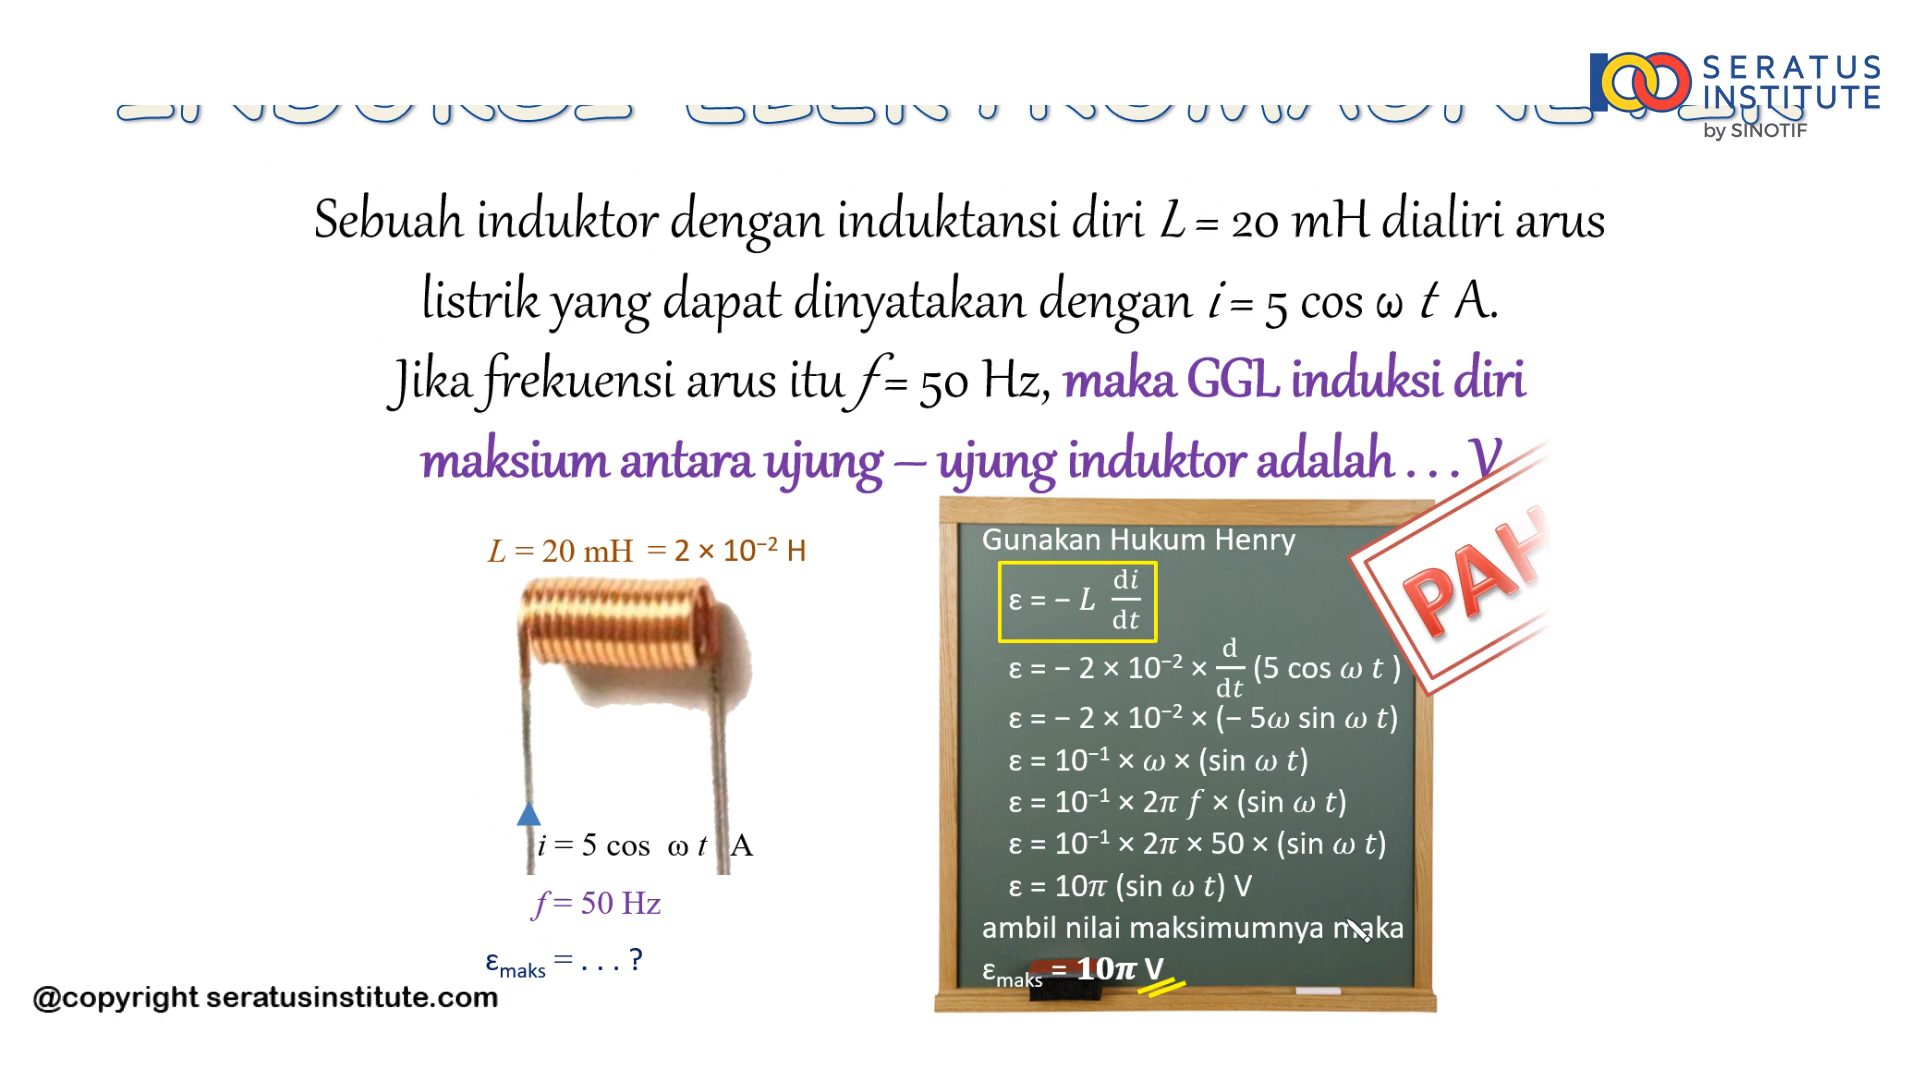 SERATUS
INSTITUTE
by SINOTIF
Sebuah induktor dengan induktansi diri L = 20 mH dialiri arus
listrik yang dapat dinyatakan dengan i = 5 cos ω t A.
Jika frekuensi arus itu f = 50 Hz, maka GGL induksi diri
maksium antara ujung – ujung induktor adalah . . . V
L = 20 mH = 2 × 10⁻² H
i = 5 cos ω t A
f = 50 Hz
εmaks = . . . ?
Gunakan Hukum Henry
ε = − L di/dt
ε = − 2 × 10⁻² × d/dt (5 cos ω t )
ε = − 2 × 10⁻² × (− 5ω sin ω t)
ε = 10⁻¹ × ω × (sin ω t)
ε = 10⁻¹ × 2π f × (sin ω t)
ε = 10⁻¹ × 2π × 50 × (sin ω t)
ε = 10π (sin ω t) V
ambil nilai maksimumnya maka
εmaks = 10π V
PAH
@copyright seratusinstitute.com